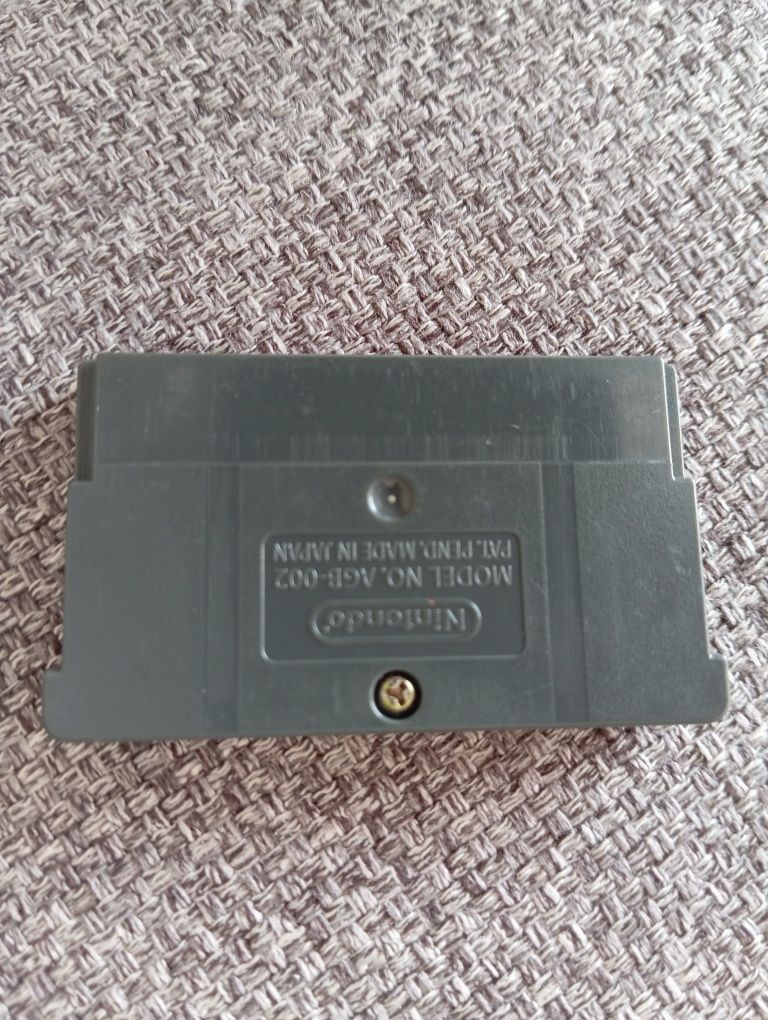 Nintendo
MODEL NO. AGB-002
PAT. PEND. MADE IN JAPAN